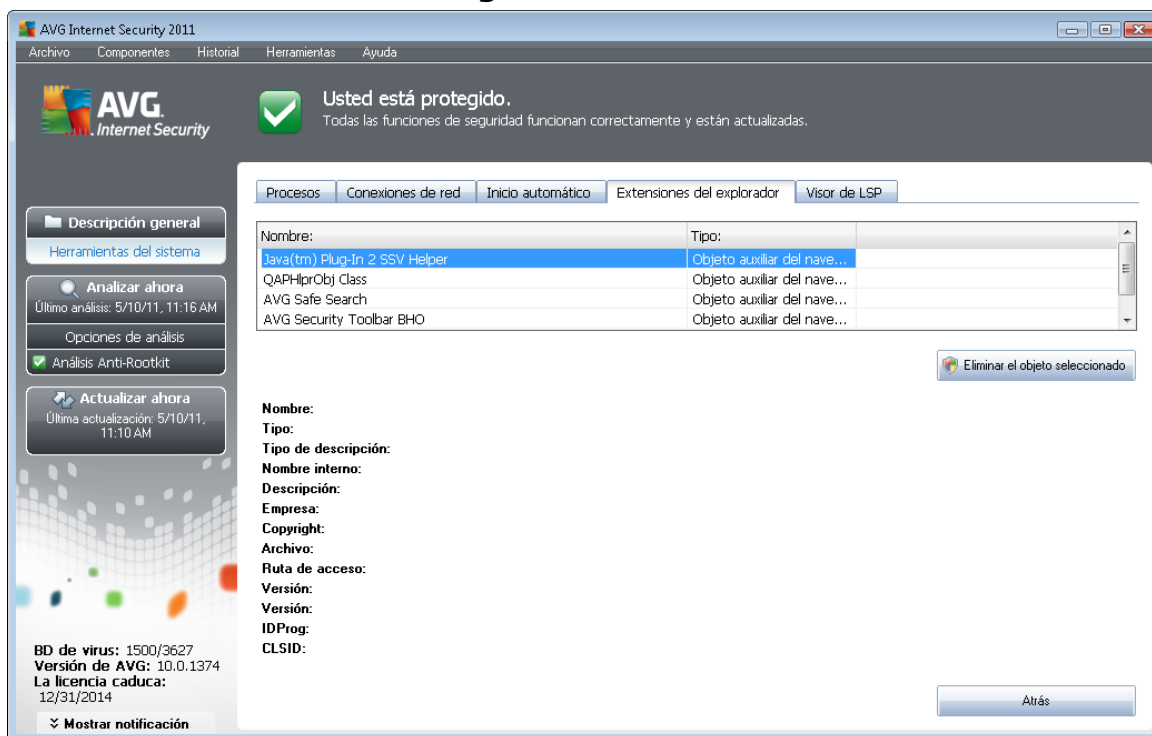 AVG Internet Security 2011
Archivo Componentes Historial Herramientas Ayuda
AVG.
Internet Security
Usted está protegido.
Todas las funciones de seguridad funcionan correctamente y están actualizadas.
Procesos Conexiones de red Inicio automático Extensiones del explorador Visor de LSP
Descripción general
Herramientas del sistema
Analizar ahora
Último análisis: 5/10/11, 11:16 AM
Opciones de análisis
Análisis Anti-Rootkit
Actualizar ahora
Última actualización: 5/10/11,
11:10 AM
Nombre: Tipo:
Java(tm) Plug-In 2 SSV Helper Objeto auxiliar del nave...
QAPHlprObj Class Objeto auxiliar del nave...
AVG Safe Search Objeto auxiliar del nave...
AVG Security Toolbar BHO Objeto auxiliar del nave...
Eliminar el objeto seleccionado
Nombre:
Tipo:
Tipo de descripción:
Nombre interno:
Descripción:
Empresa:
Copyright:
Archivo:
Ruta de acceso:
Versión:
Versión:
IDProg:
CLSID:
BD de virus: 1500/3627
Versión de AVG: 10.0.1374
La licencia caduca:
12/31/2014
Mostrar notificación
Atrás